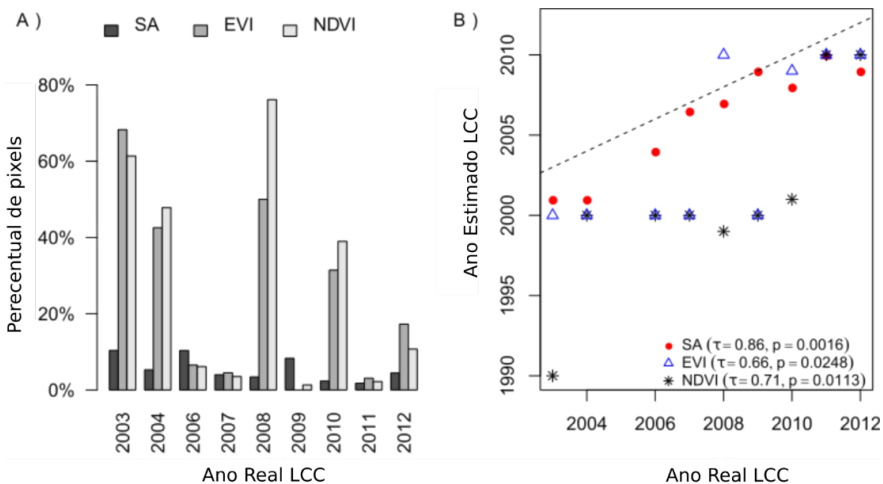 A )
SA EVI NDVI
Perecentual de pixels
80%
60%
40%
20%
0%
2003 2004 2006 2007 2008 2009 2010 2011 2012
Ano Real LCC
B )
Ano Estimado LCC
2010
2005
2000
1995
1990
SA ( τ = 0.86, p = 0.0016)
EVI ( τ = 0.66, p = 0.0248)
NDVI ( τ = 0.71, p = 0.0113)
2004 2006 2008 2010 2012
Ano Real LCC